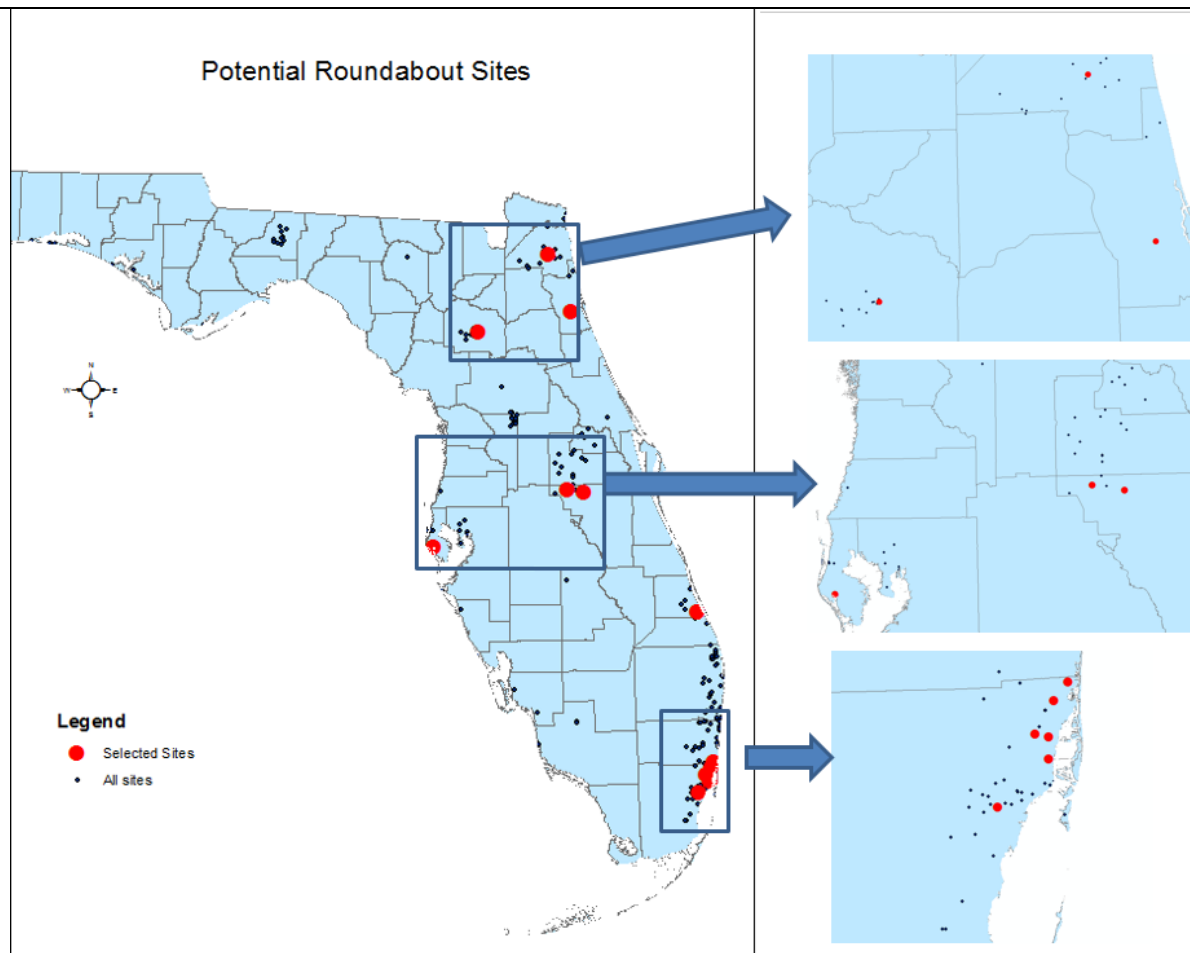 Potential Roundabout Sites
N
W E
S
Legend
Selected Sites
All sites